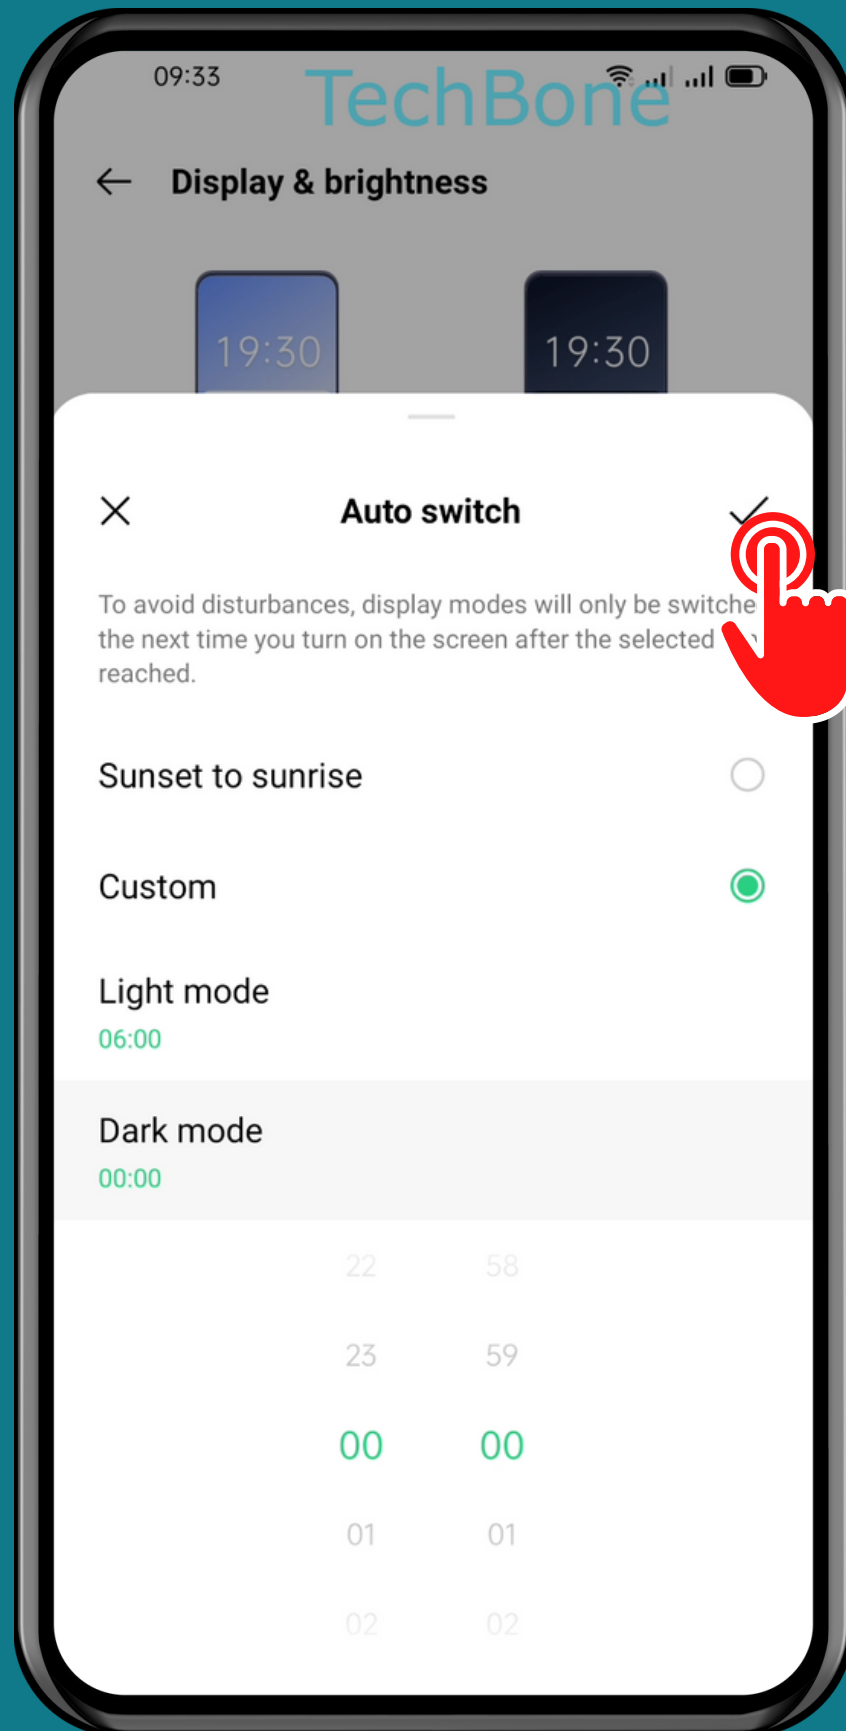 09:33
TechBone
Display & brightness
19:30 19:30
Auto switch
To avoid disturbances, display modes will only be switche
the next time you turn on the screen after the selected
reached.
Sunset to sunrise
Custom
Light mode
06:00
Dark mode
00:00
22 58
23 59
00 00
01 01
02 02